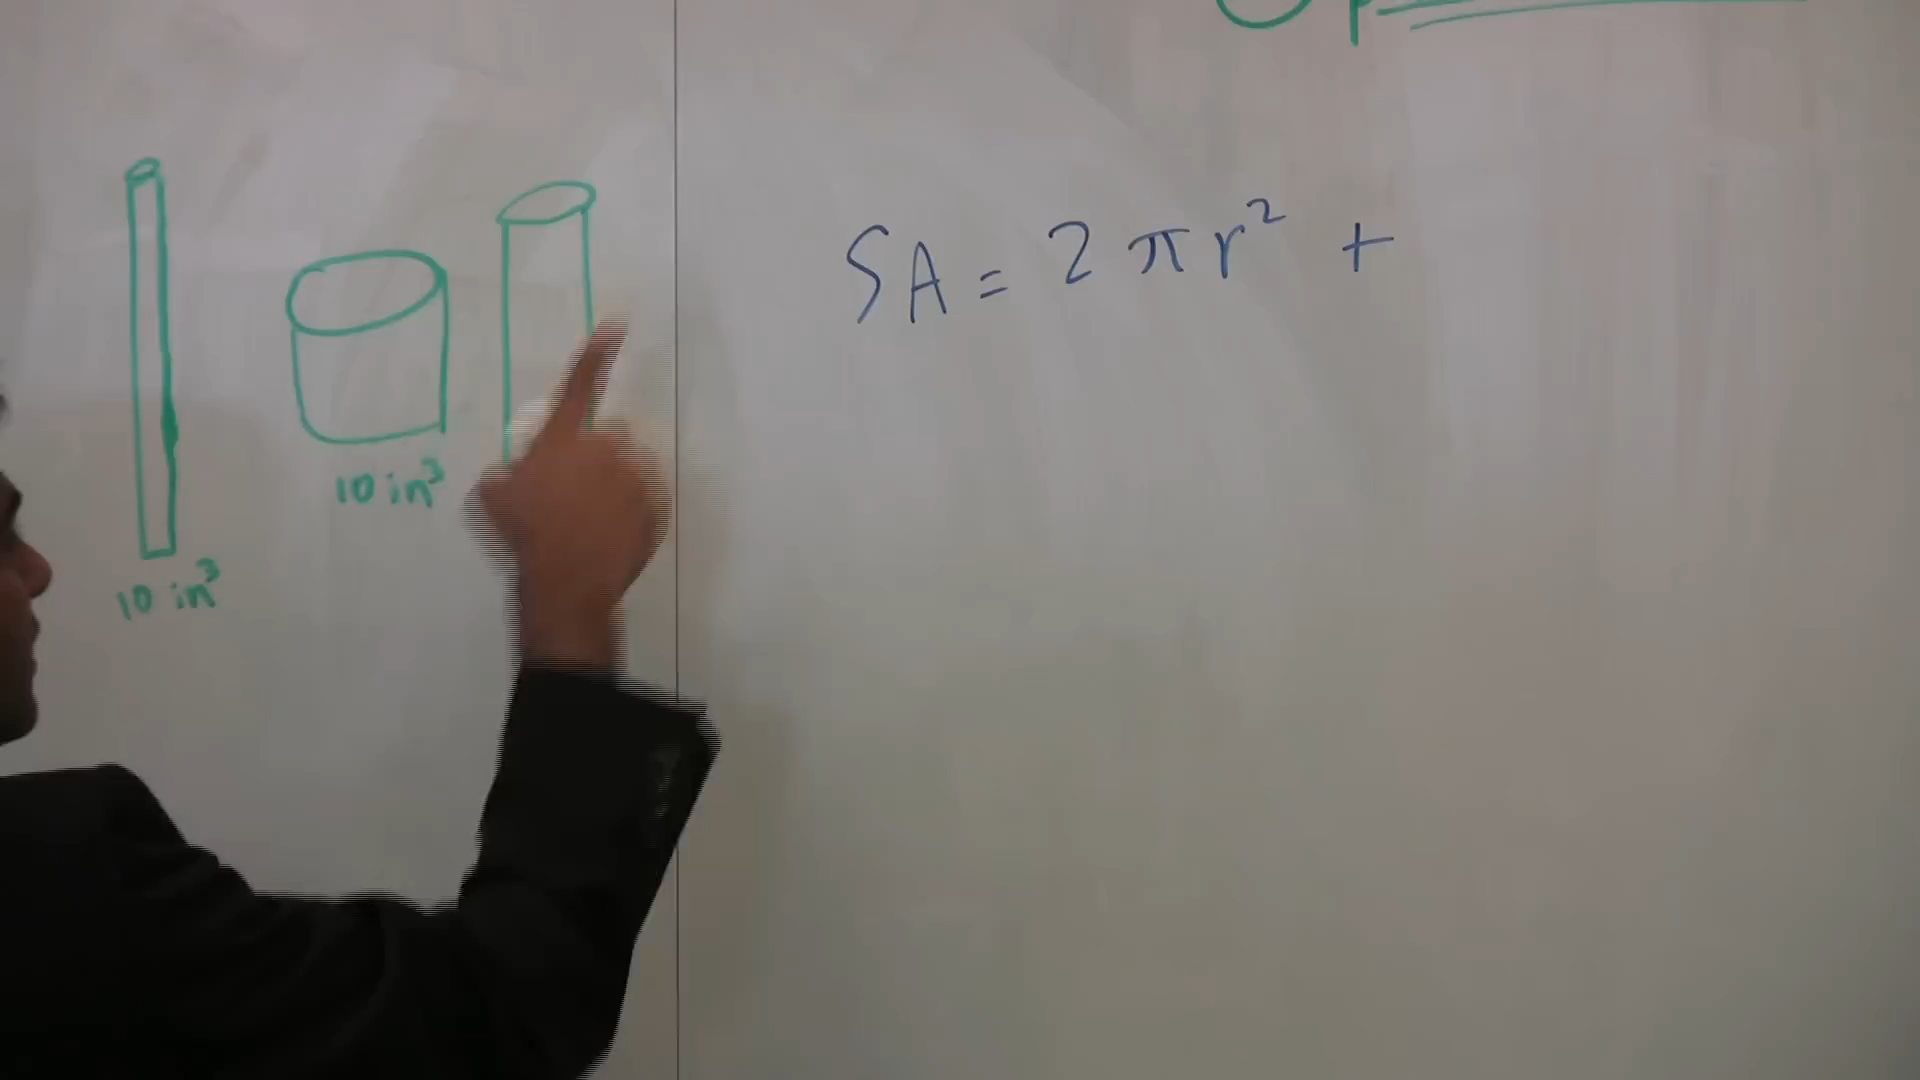 10 in³
10 in³
SA = 2πr² +